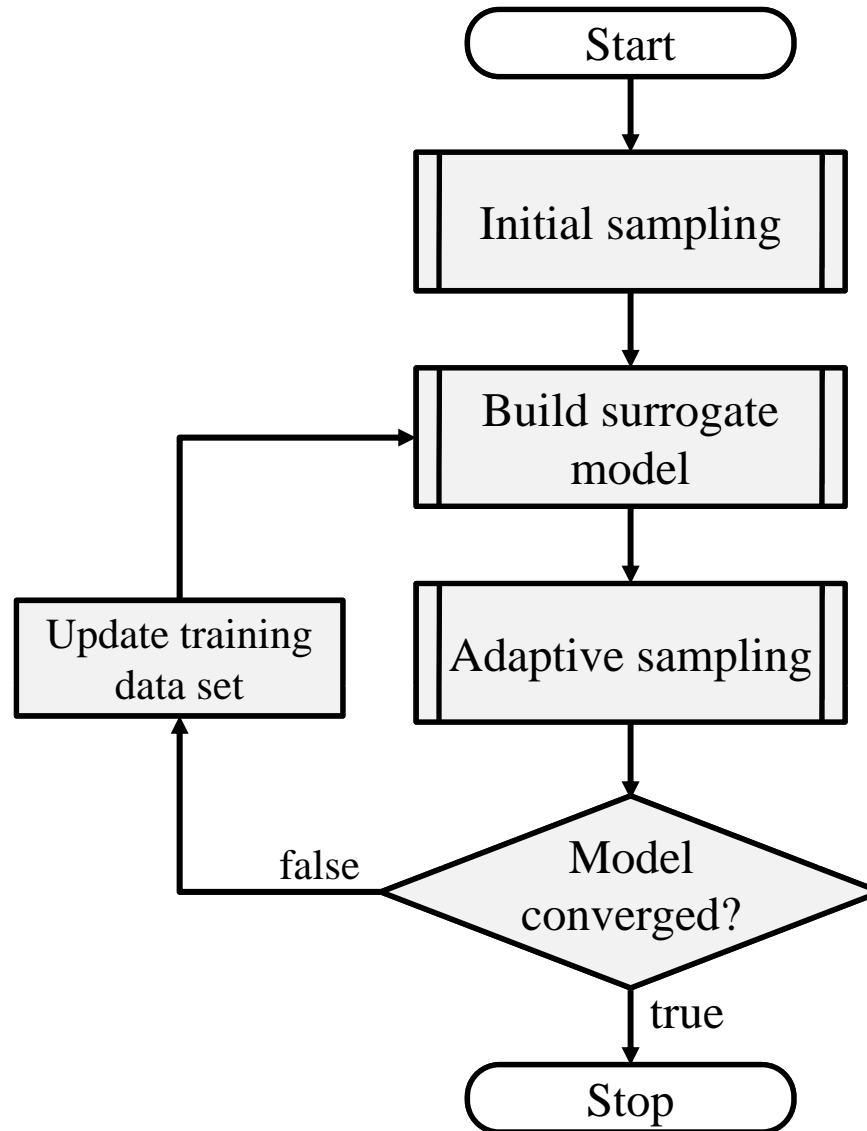 Start
Initial sampling
Build surrogate
model
Adaptive sampling
Update training
data set
Model
converged?
false
true
Stop